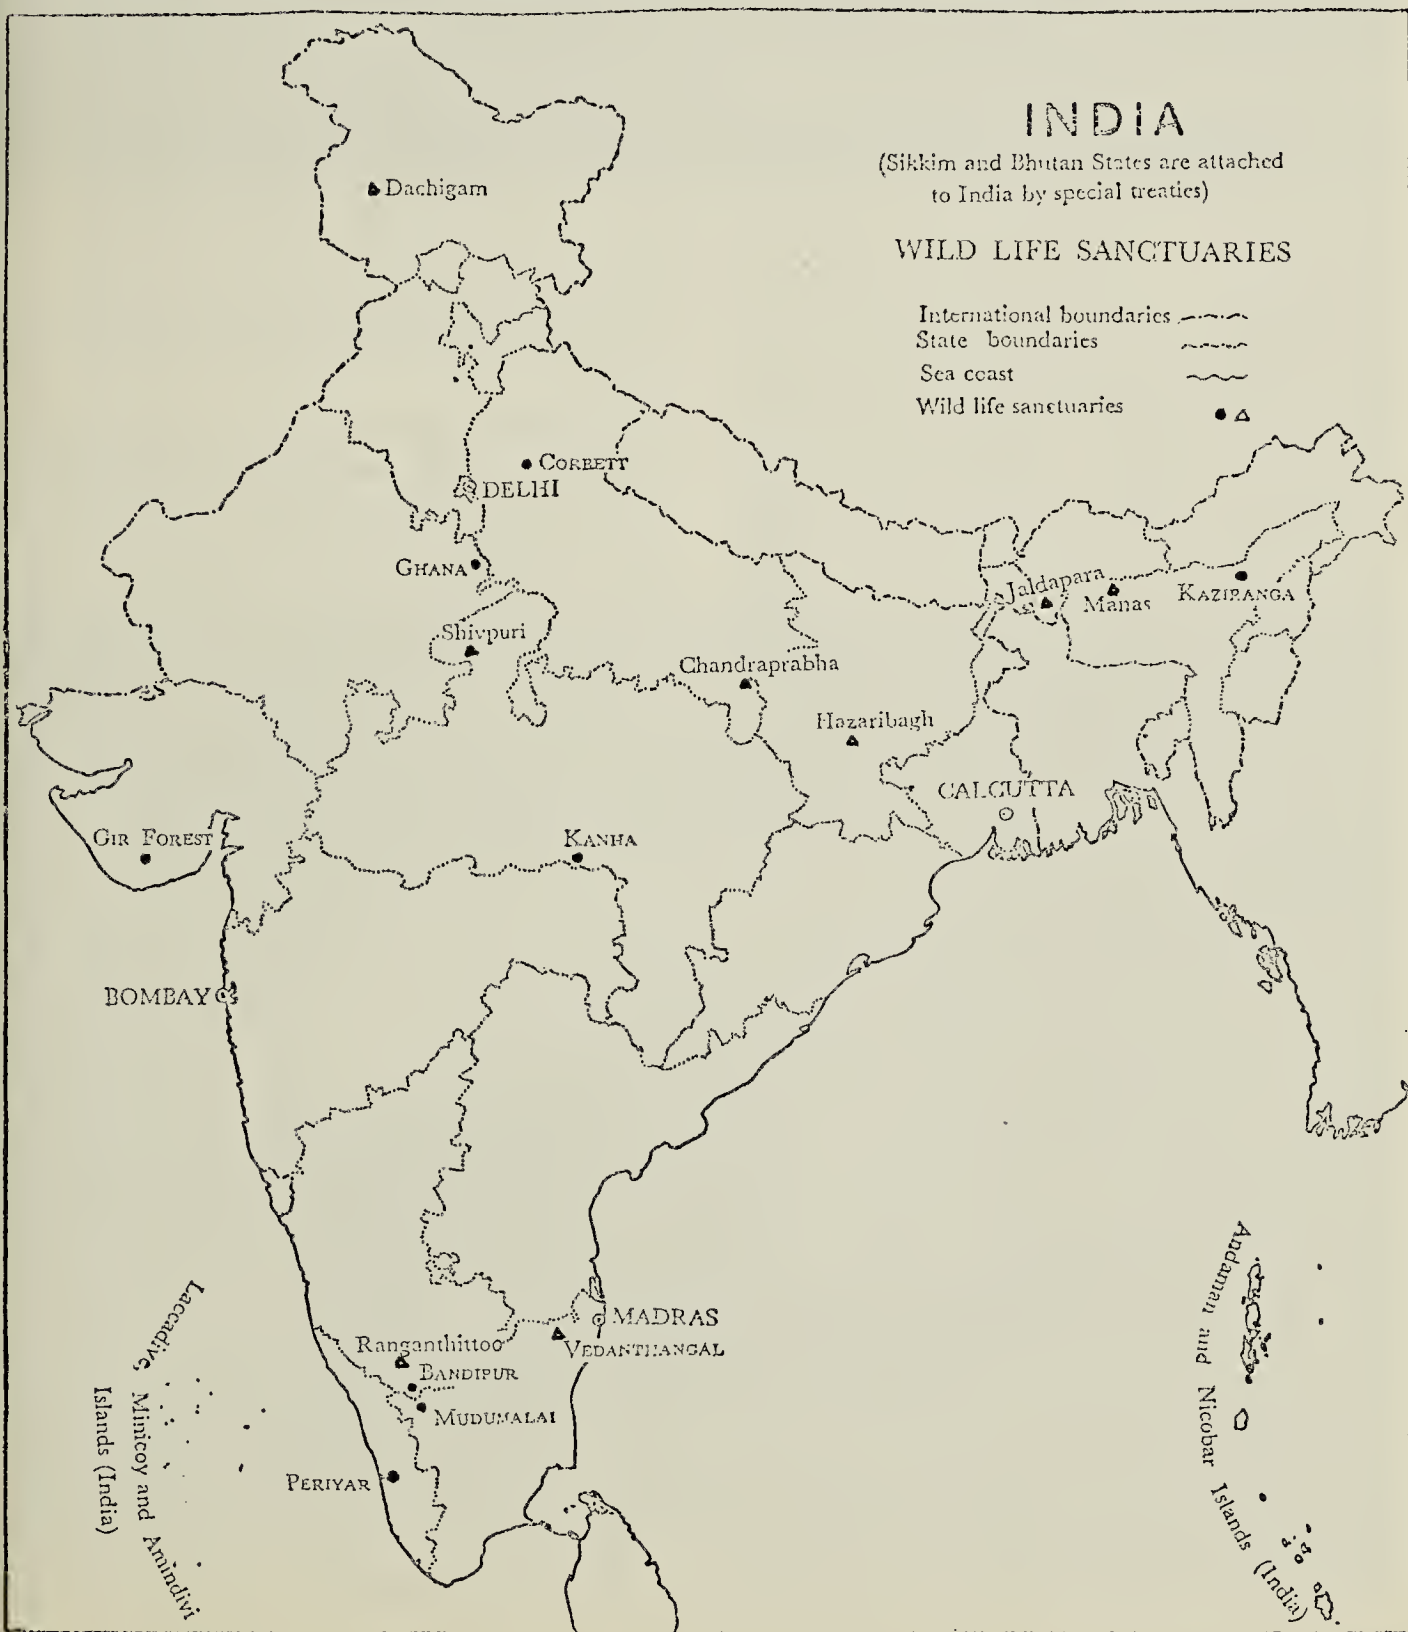 INDIA
(Sikkim and Bhutan States are attached
to India by special treaties)
WILD LIFE SANCTUARIES
International boundaries
State boundaries
Sea coast
Wild life sanctuaries
Dachigam
CORBETT
DELHI
GHANA
Jaldapara
Manas
KAZIRANGA
Shivpuri
Chandraprabha
Hazaribagh
CALCUTTA
GIR FOREST
KANHA
BOMBAY
MADRAS
Ranganthittoo
VEDANTHANGAL
BANDIPUR
MUDUMALAI
PERIYAR
Laccadive, Minicoy and Amindivi
Islands (India)
Andaman and Nicobar Islands (India)